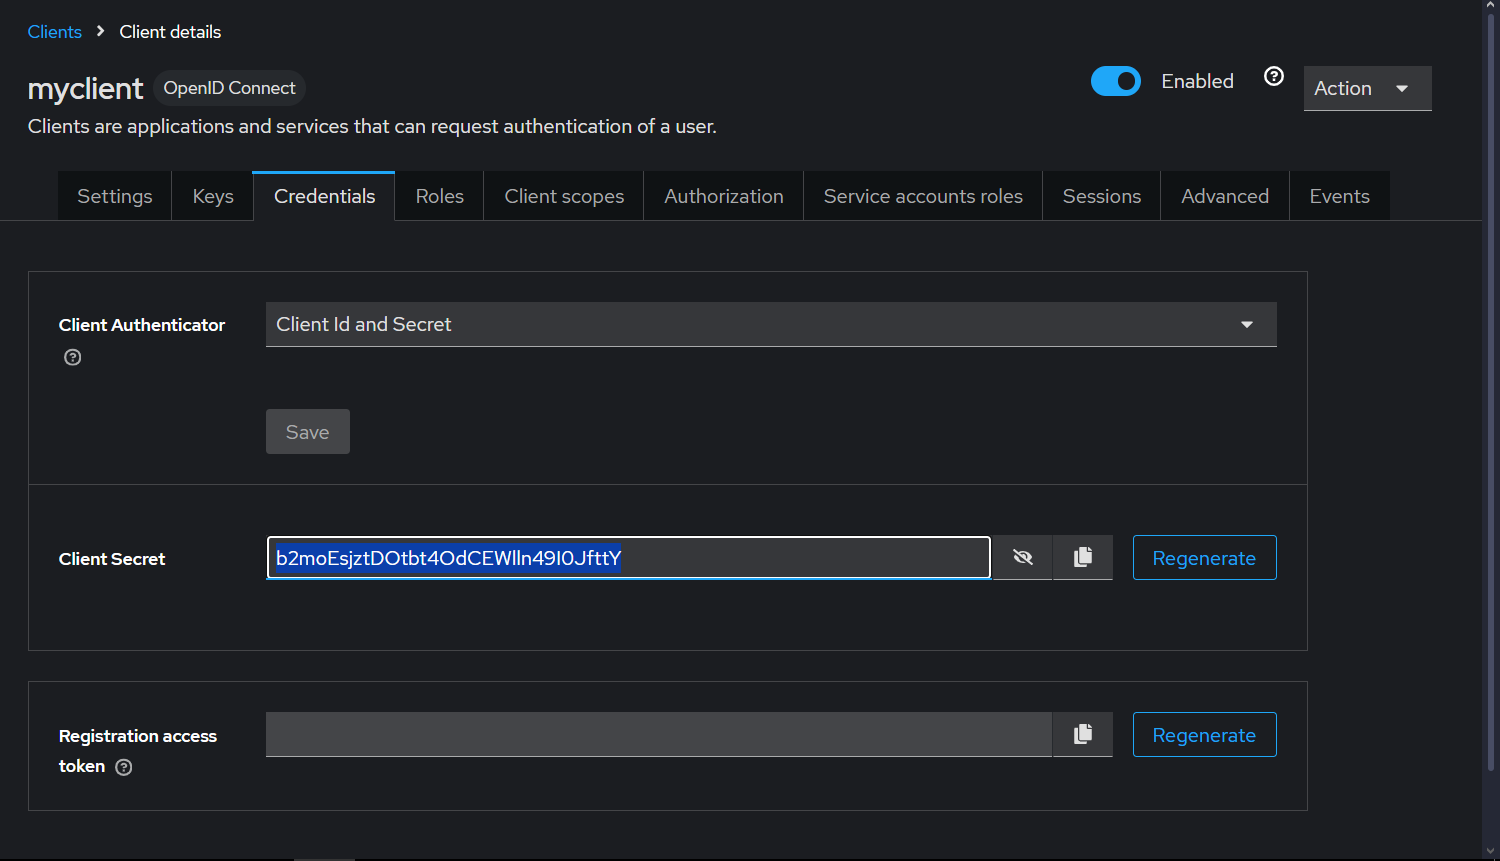 Clients > Client details
myclient OpenID Connect
Enabled
Action
Clients are applications and services that can request authentication of a user.
Settings Keys Credentials Roles Client scopes Authorization Service accounts roles Sessions Advanced Events
Client Authenticator
Client Id and Secret
Save
Client Secret
b2moEsjztDOtbt4OdCEWlln49I0JfttY
Regenerate
Registration access
token
Regenerate